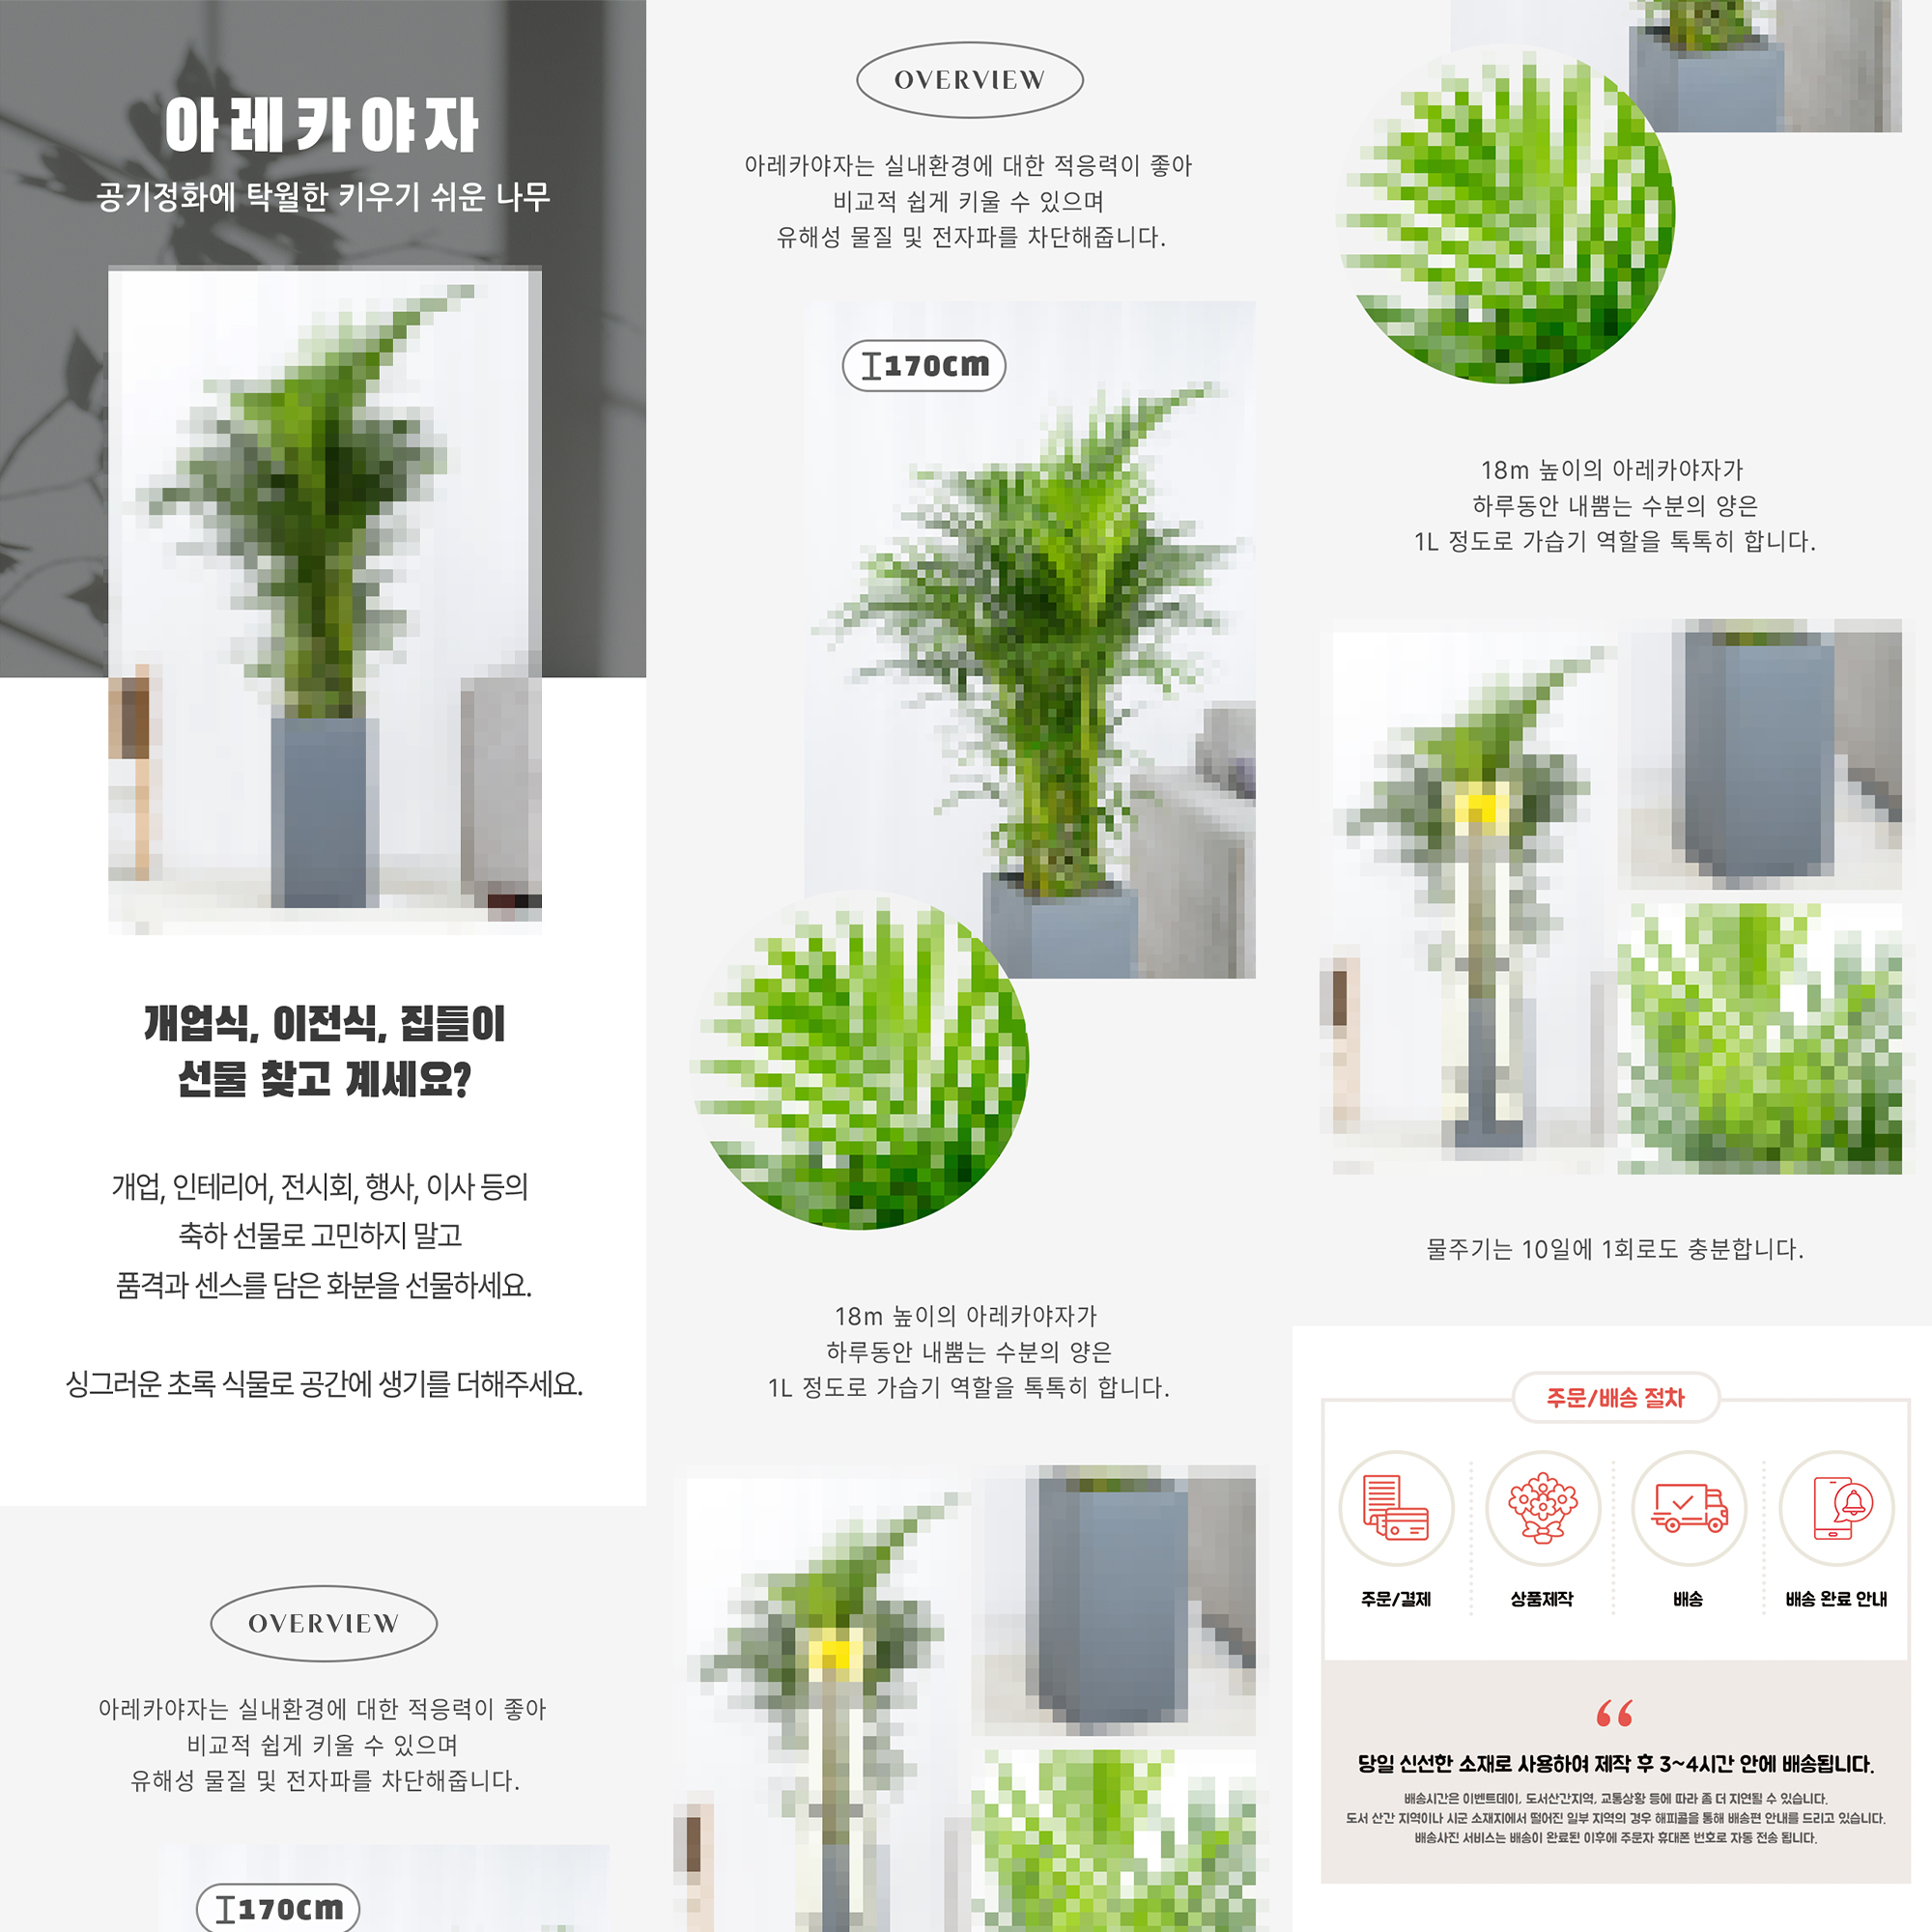 아레카야자
공기정화에 탁월한 키우기 쉬운 나무
개업식, 이전식, 집들이
선물 찾고 계세요?
개업, 인테리어, 전시회, 행사, 이사 등의
축하 선물로 고민하지 말고
품격과 센스를 담은 화분을 선물하세요.
싱그러운 초록 식물로 공간에 생기를 더해주세요.
OVERVIEW
아레카야자는 실내환경에 대한 적응력이 좋아
비교적 쉽게 키울 수 있으며
유해성 물질 및 전자파를 차단해줍니다.
170cm
OVERVIEW
아레카야자는 실내환경에 대한 적응력이 좋아
비교적 쉽게 키울 수 있으며
유해성 물질 및 전자파를 차단해줍니다.
170cm
18m 높이의 아레카야자가
하루동안 내뿜는 수분의 양은
1L 정도로 가습기 역할을 톡톡히 합니다.
18m 높이의 아레카야자가
하루동안 내뿜는 수분의 양은
1L 정도로 가습기 역할을 톡톡히 합니다.
물주기는 10일에 1회로도 충분합니다.
주문/배송 절차
주문/결제
상품제작
배송
배송 완료 안내
당일 신선한 소재로 사용하여 제작 후 3~4시간 안에 배송됩니다.
배송시간은 이벤트데이, 도서산간지역, 교통상황 등에 따라 좀 더 지연될 수 있습니다.
도서 산간 지역이나 시군 소재지에서 떨어진 일부 지역의 경우 해피콜을 통해 배송편 안내를 드리고 있습니다.
배송사진 서비스는 배송이 완료된 이후에 주문자 휴대폰 번호로 자동 전송 됩니다.